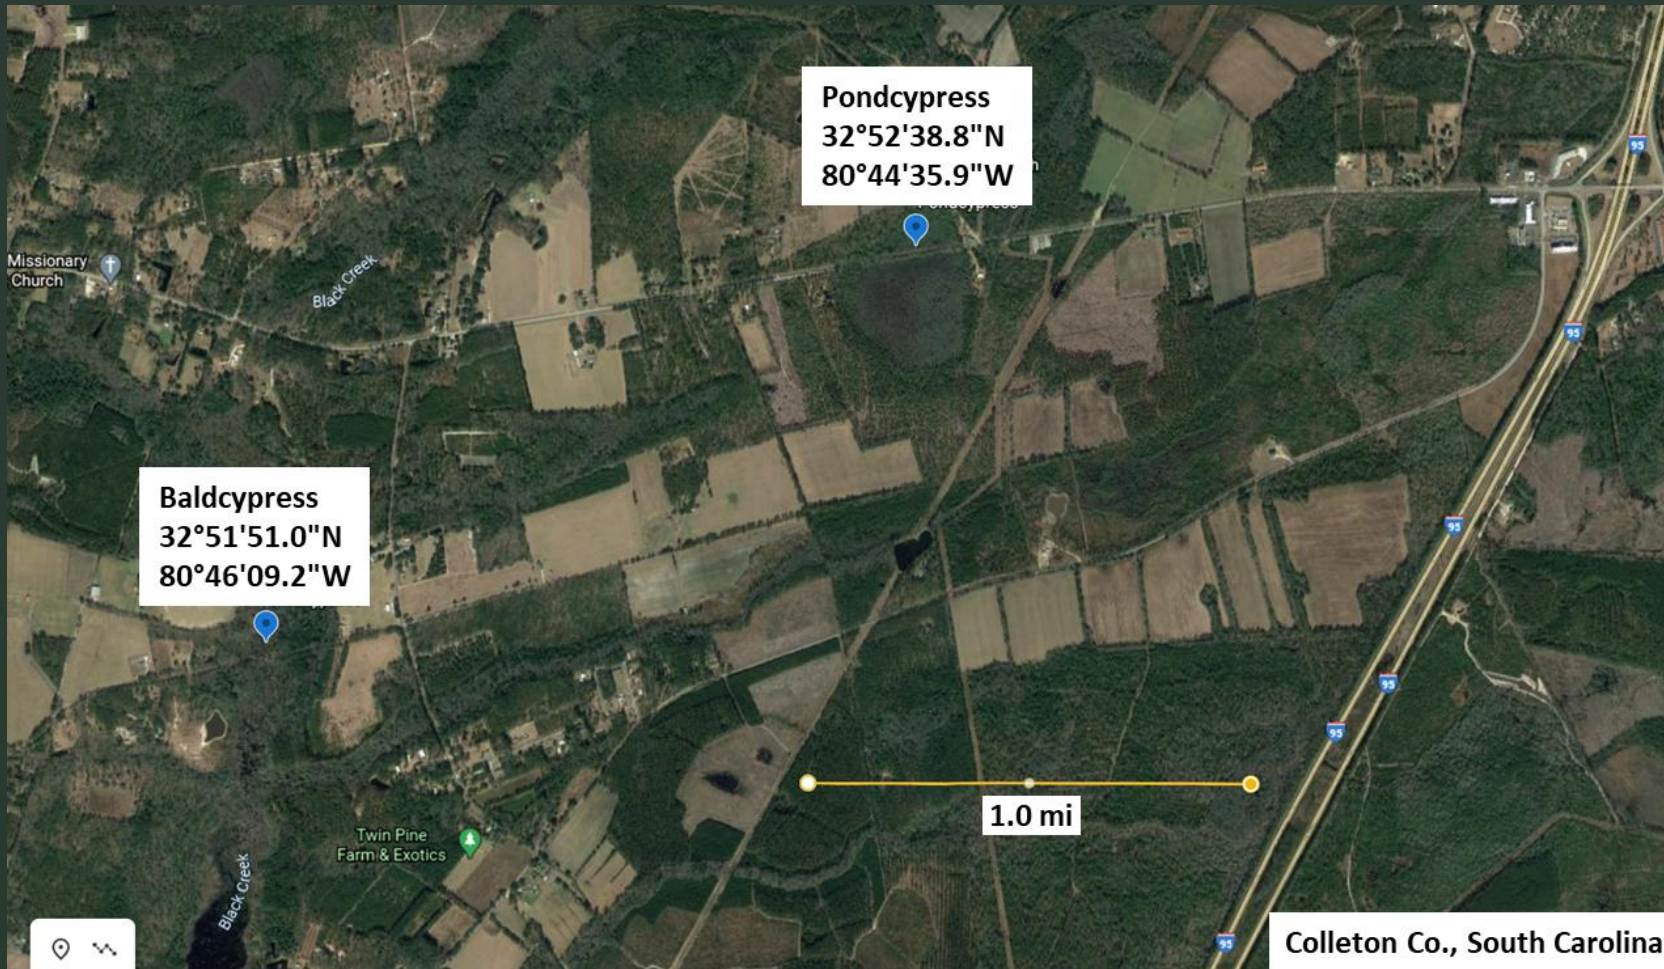 Pondcypress
32°52'38.8"N
80°44'35.9"W
95
Missionary
Church
Black Creek
95
Baldcypress
32°51'51.0"N
80°46'09.2"W
95
95
95
1.0 mi
Twin Pine
Farm & Exotics
Black Creek
95
Colleton Co., South Carolina